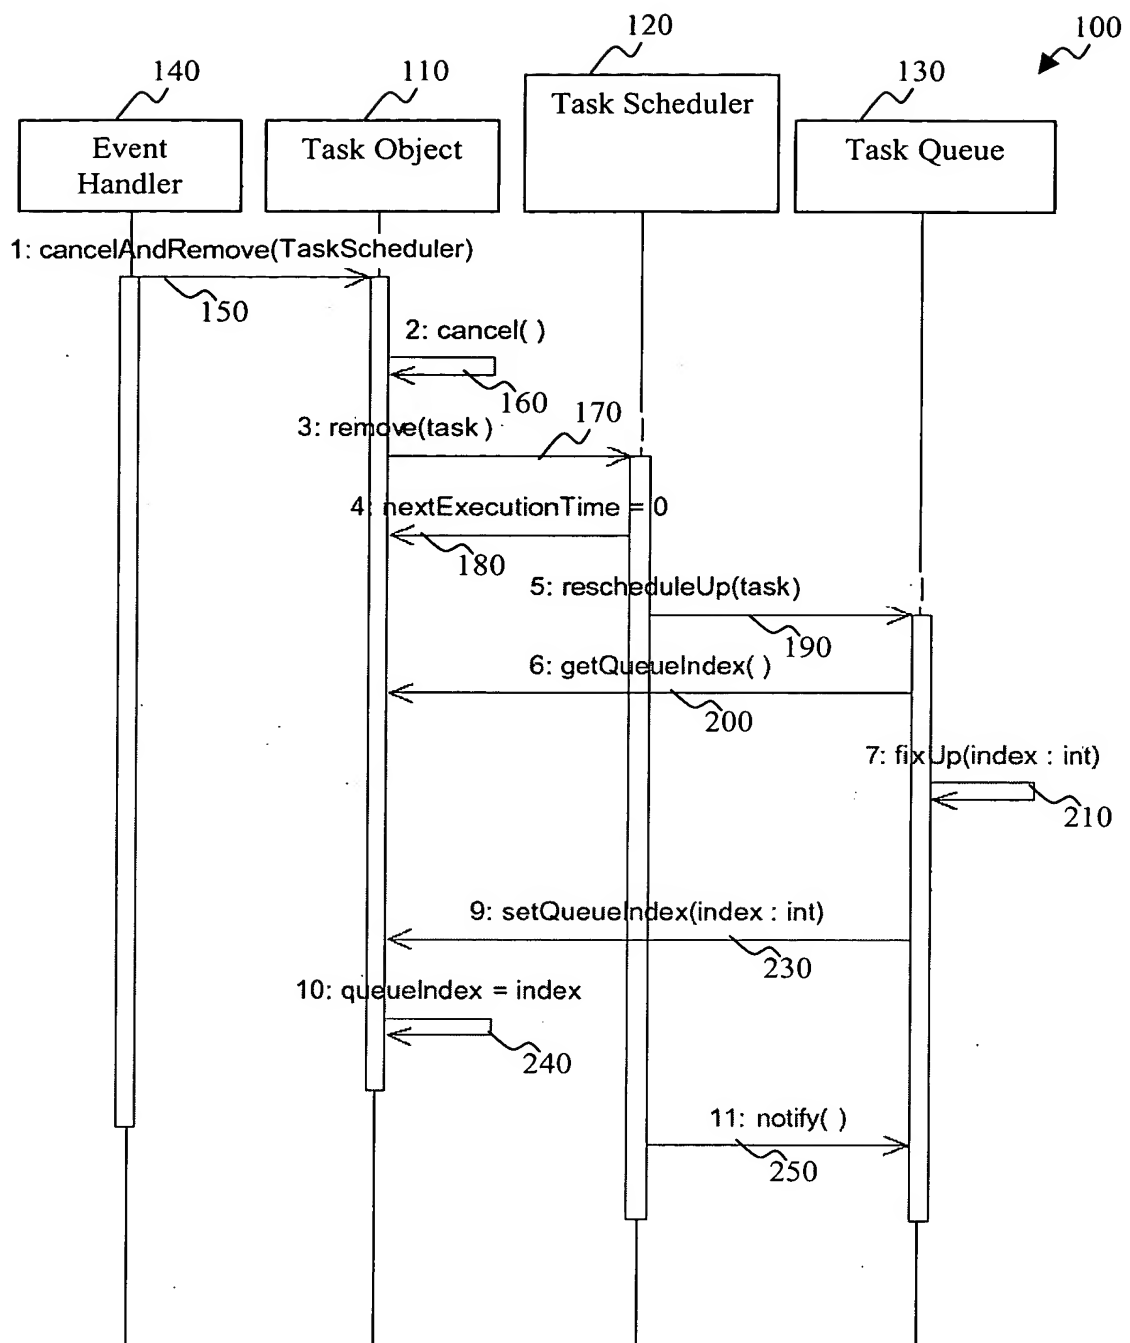 100
120
140
110
130
Task Scheduler
Event
Handler
Task Object
Task Queue
1: cancelAndRemove(TaskScheduler)
150
2: cancel( )
160
170
3: remove(task )
4: nextExecutionTime = 0
180
5: rescheduleUp(task)
190
6: getQueueIndex( )
200
7: fixUp(index : int)
210
9: setQueueIndex(index : int)
230
10: queueIndex = index
240
11: notify( )
250